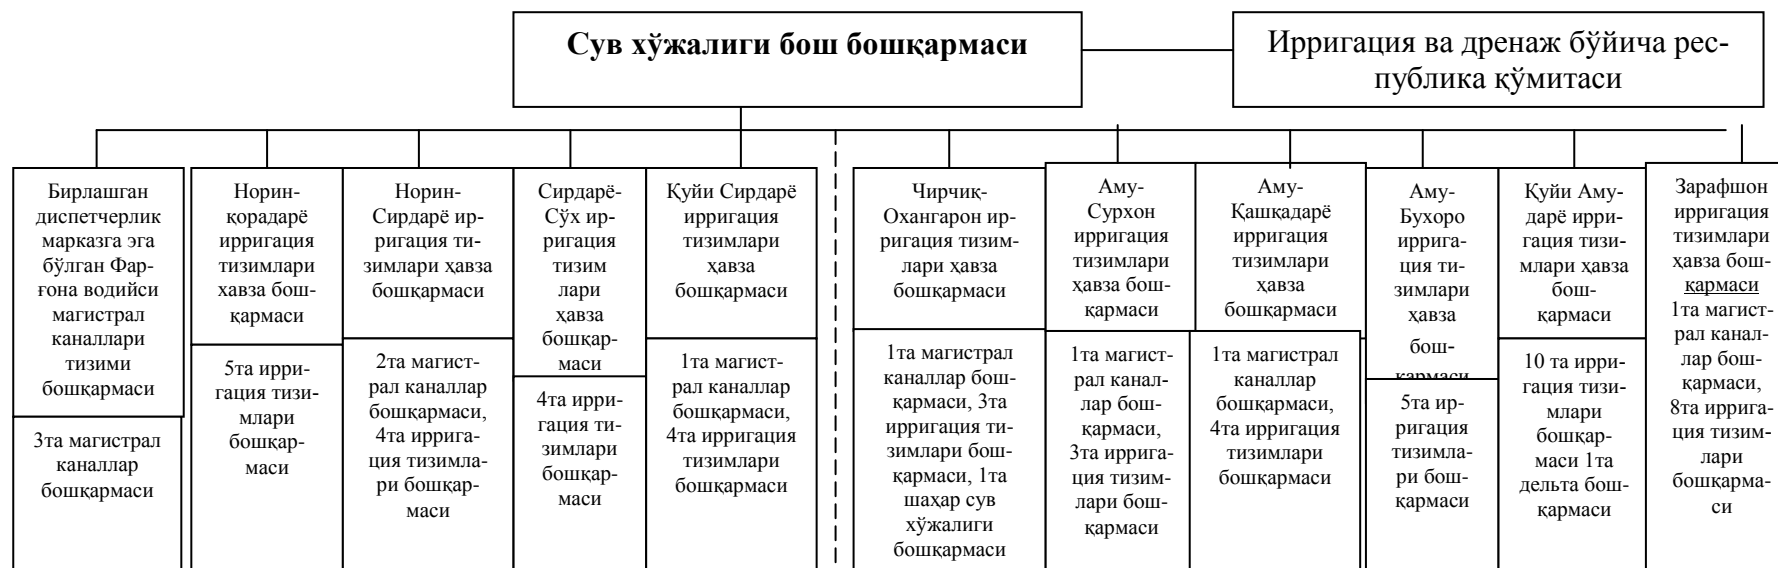 Сув хўжалиги бош бошқармаси
Ирригация ва дренаж бўйича рес-
публика қўмитаси
Бирлашган
диспетчерлик
марказга эга
бўлган Фар-
ғона водийси
магистрал
каналлари
тизими
бошқармаси
3та магистрал
каналлар
бошқармаси
Норин-
қорадарё
ирригация
тизимлари
хавза бош-
қармаси
5та ирри-
гация тизи-
млари
бошқар-
маси
Норин-
Сирдарё ир-
ригация ти-
зимлари ҳавза
бошқармаси
2та магист-
рал каналлар
бошқармаси,
4та иррига-
ция тизимла-
ри бошқар-
маси
Сирдарё-
Сўх ир-
ригация
тизим
лари
ҳавза
бошқар-
маси
4та ирри-
гация ти-
зимлари
бошқар-
маси
Қуйи Сирдарё
ирригация
тизимлари
ҳавза
бошқармаси
1та магист-
рал каналлар
бошқармаси,
4та ирригация
тизимлари
бошқармаси
Чирчиқ-
Охангарон ир-
ригация тизим-
лари ҳавза
бошқармаси
1та магистрал
каналлар бош-
қармаси, 3та
ирригация ти-
зимлари бош-
қармаси, 1та
шаҳар сув
хўжалиги
бошқармаси
Аму-
Сурхон
ирригация
тизимлари
ҳавза бош-
қармаси
1та магист-
рал канал-
лар бош-
қармаси,
3та иррига-
ция тизим-
лари бош-
қармаси
Аму-
Қашқадарё
ирригация
тизимлари
ҳавза
бошқармаси
1та магистрал
каналлар
бошқармаси,
4та ирригация
тизимлари
бошқармаси
Аму-
Бухоро
иррига-
ция ти-
зимлари
ҳавза
бош-
қармаси
5та ир-
ригация
тизимла-
ри бош-
қармаси
Қуйи Аму-
дарё ирри-
гация тизи-
млари ҳавза
бош-
қармаси
10 та ирри-
гация тизи-
млари
бошқар-
маси 1та
дельта бош-
қармаси
Зарафшон
ирригация
тизимлари
ҳавза бош-
қармаси
1та магист-
рал канал-
лар бош-
қармаси,
8та иррига-
ция тизим-
лари
бошқарма-
си